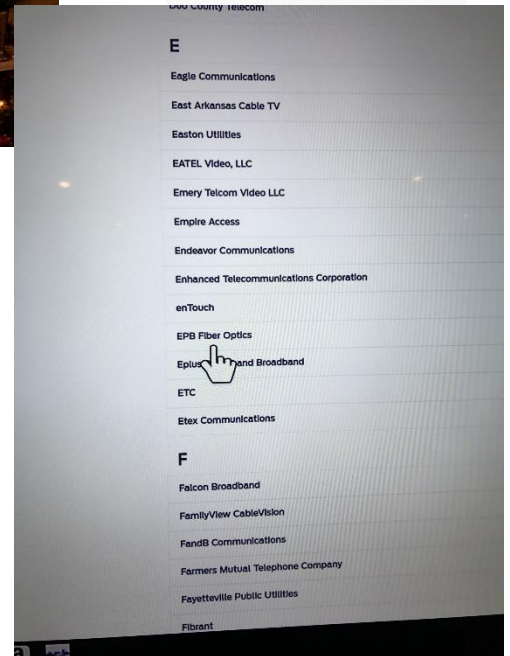 County Telecom
E
Eagle Communications
East Arkansas Cable TV
Easton Utilities
EATEL Video, LLC
Emery Telcom Video LLC
Empire Access
Endeavor Communications
Enhanced Telecommunications Corporation
enTouch
EPB Fiber Optics
Eplus and Broadband
ETC
Etex Communications
F
Falcon Broadband
FamilyView CableVision
FandB Communications
Farmers Mutual Telephone Company
Fayetteville Public Utilities
Fibrant